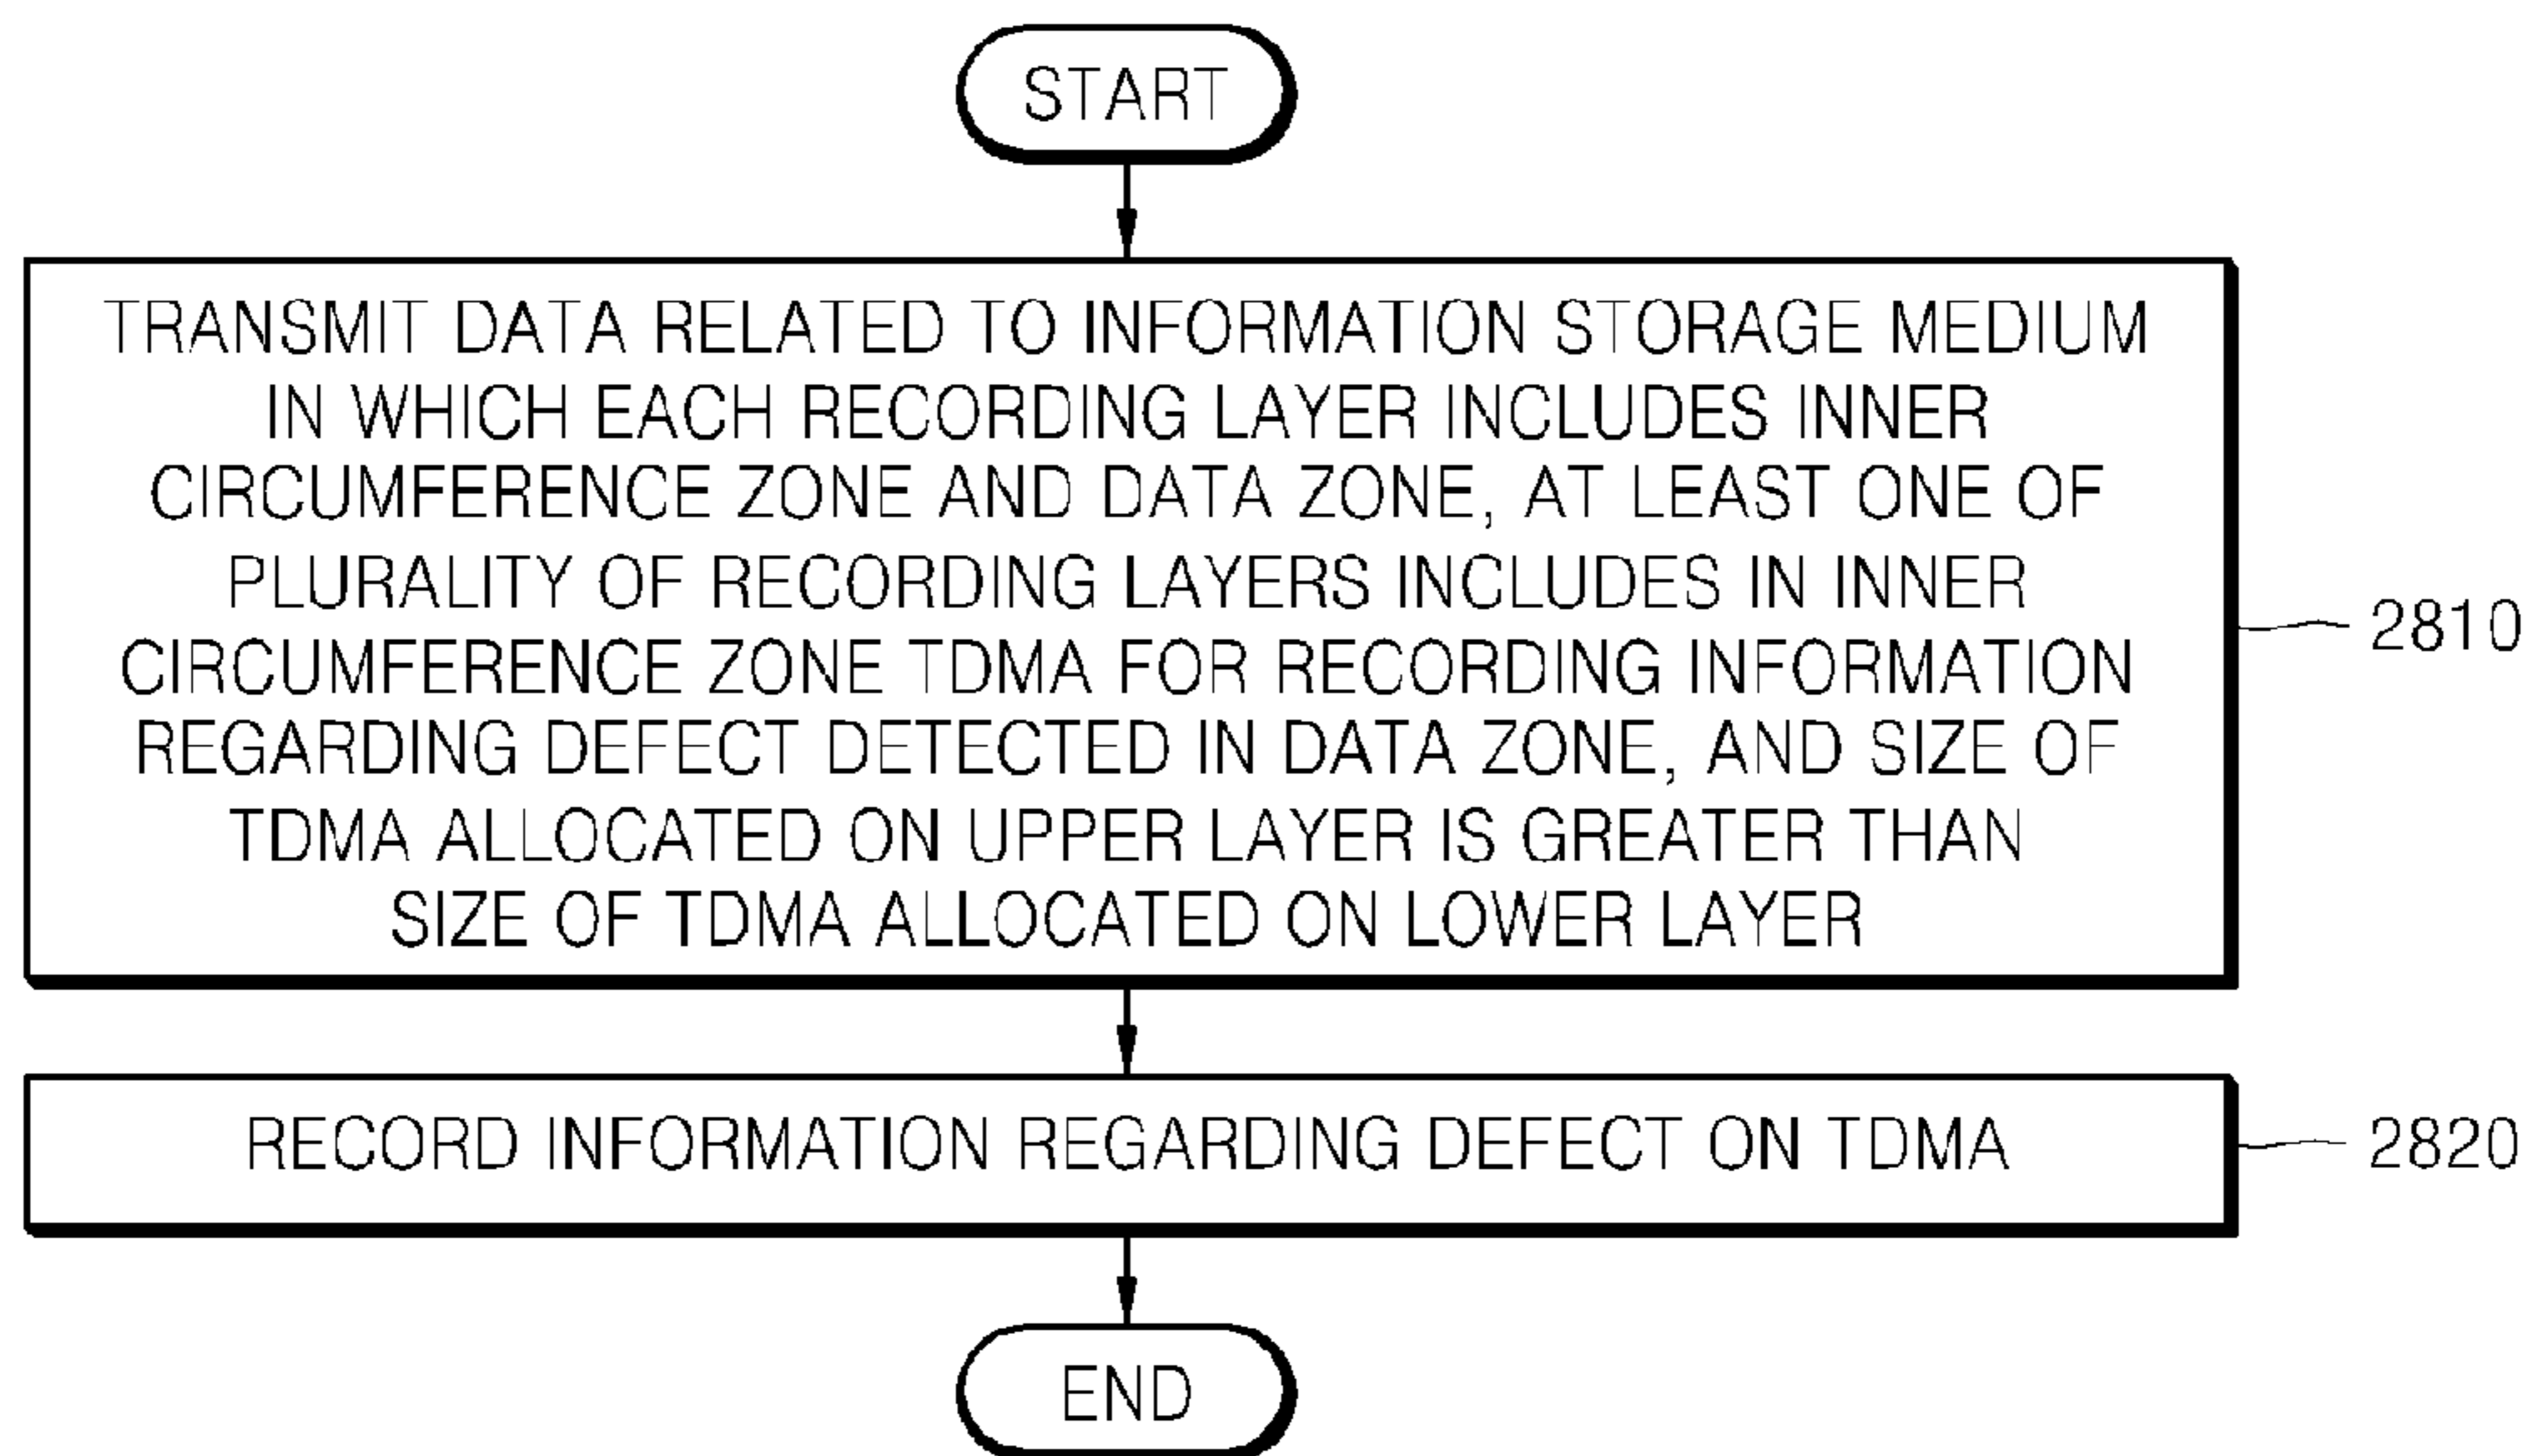 START
TRANSMIT DATA RELATED TO INFORMATION STORAGE MEDIUM
IN WHICH EACH RECORDING LAYER INCLUDES INNER
CIRCUMFERENCE ZONE AND DATA ZONE, AT LEAST ONE OF
PLURALITY OF RECORDING LAYERS INCLUDES IN INNER
CIRCUMFERENCE ZONE TDMA FOR RECORDING INFORMATION
REGARDING DEFECT DETECTED IN DATA ZONE, AND SIZE OF
TDMA ALLOCATED ON UPPER LAYER IS GREATER THAN
SIZE OF TDMA ALLOCATED ON LOWER LAYER
2810
RECORD INFORMATION REGARDING DEFECT ON TDMA
2820
END